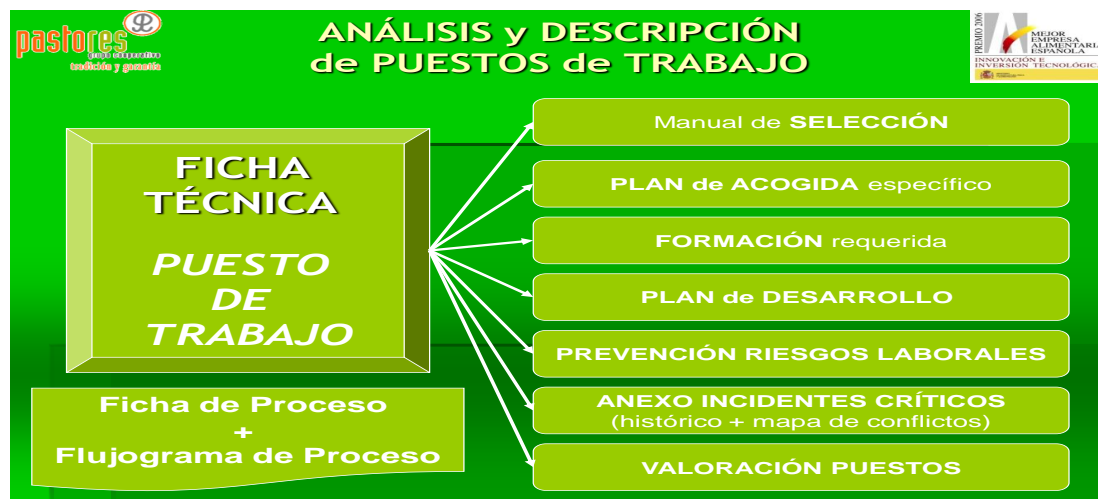 pastores
grupo cooperativo
tradición y garantía
ANÁLISIS y DESCRIPCIÓN
de PUESTOS de TRABAJO
PREMIO 2006
MEJOR
EMPRESA
ALIMENTARIA
ESPAÑOLA
INNOVACIÓN E
INVERSIÓN TECNOLÓGICA
FICHA
TÉCNICA
PUESTO
DE
TRABAJO
Ficha de Proceso
+
Flujograma de Proceso
Manual de SELECCIÓN
PLAN de ACOGIDA específico
FORMACIÓN requerida
PLAN de DESARROLLO
PREVENCIÓN RIESGOS LABORALES
ANEXO INCIDENTES CRÍTICOS
(histórico + mapa de conflictos)
VALORACIÓN PUESTOS